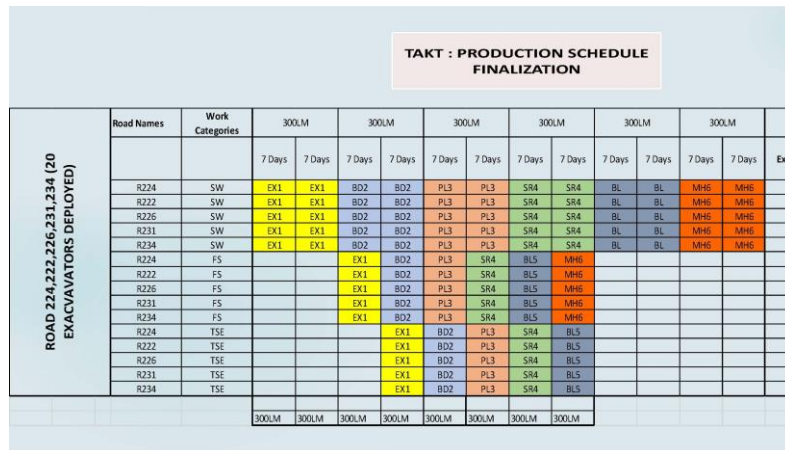 TAKT : PRODUCTION SCHEDULE
FINALIZATION
ROAD 224,222,226,231,234 (20
EXACVAVATORS DEPLOYED)
Road Names Work Categories 300LM 300LM 300LM 300LM 300LM 300LM
7 Days 7 Days 7 Days 7 Days 7 Days 7 Days 7 Days 7 Days 7 Days 7 Days 7 Days 7 Days Ex
R224 SW EX1 EX1 BD2 BD2 PL3 PL3 SR4 SR4 BL BL MH6 MH6
R222 SW EX1 EX1 BD2 BD2 PL3 PL3 SR4 SR4 BL BL MH6 MH6
R226 SW EX1 EX1 BD2 BD2 PL3 PL3 SR4 SR4 BL BL MH6 MH6
R231 SW EX1 EX1 BD2 BD2 PL3 PL3 SR4 SR4 BL BL MH6 MH6
R234 SW EX1 EX1 BD2 BD2 PL3 PL3 SR4 SR4 BL BL MH6 MH6
R224 FS EX1 BD2 PL3 SR4 BL5 MH6
R222 FS EX1 BD2 PL3 SR4 BL5 MH6
R226 FS EX1 BD2 PL3 SR4 BL5 MH6
R231 FS EX1 BD2 PL3 SR4 BL5 MH6
R234 FS EX1 BD2 PL3 SR4 BL5 MH6
R224 TSE EX1 BD2 PL3 SR4 BL5
R222 TSE EX1 BD2 PL3 SR4 BL5
R226 TSE EX1 BD2 PL3 SR4 BL5
R231 TSE EX1 BD2 PL3 SR4 BL5
R234 TSE EX1 BD2 PL3 SR4 BL5
300LM 300LM 300LM 300LM 300LM 300LM 300LM 300LM